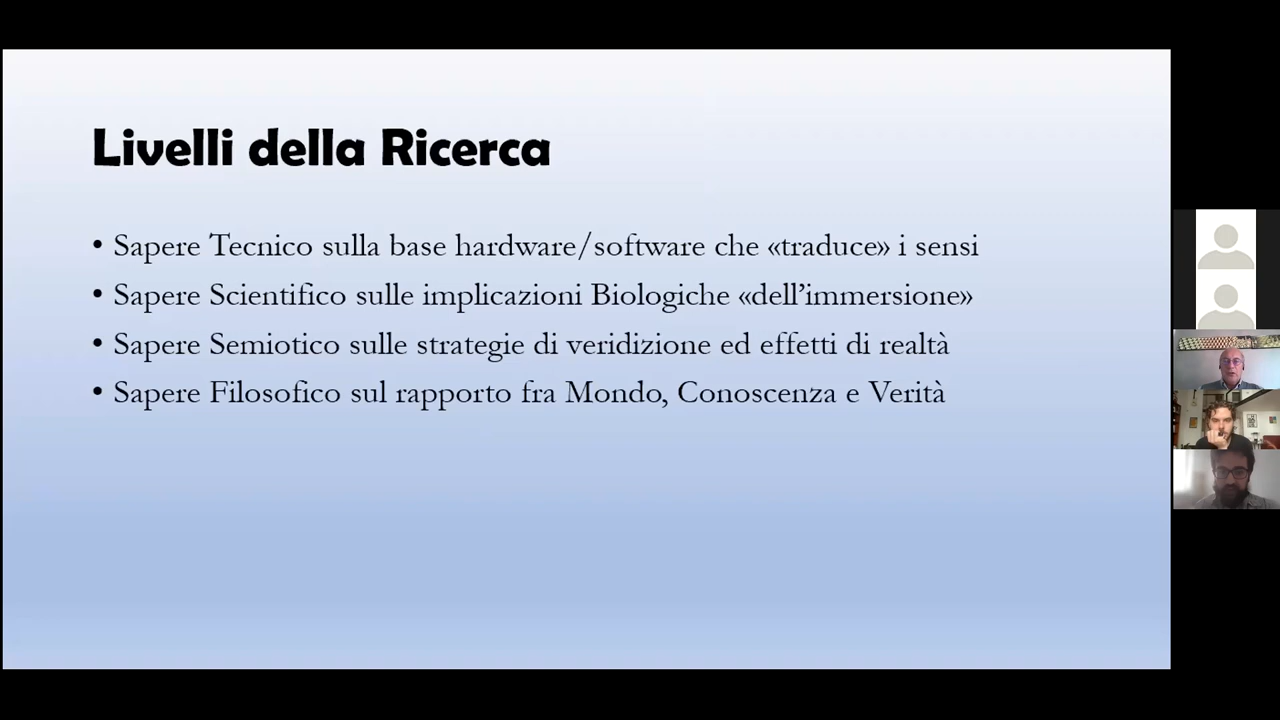 Livelli della Ricerca
• Sapere Tecnico sulla base hardware/software che «traduce» i sensi
• Sapere Scientifico sulle implicazioni Biologiche «dell’immersione»
• Sapere Semiotico sulle strategie di veridizione ed effetti di realtà
• Sapere Filosofico sul rapporto fra Mondo, Conoscenza e Verità